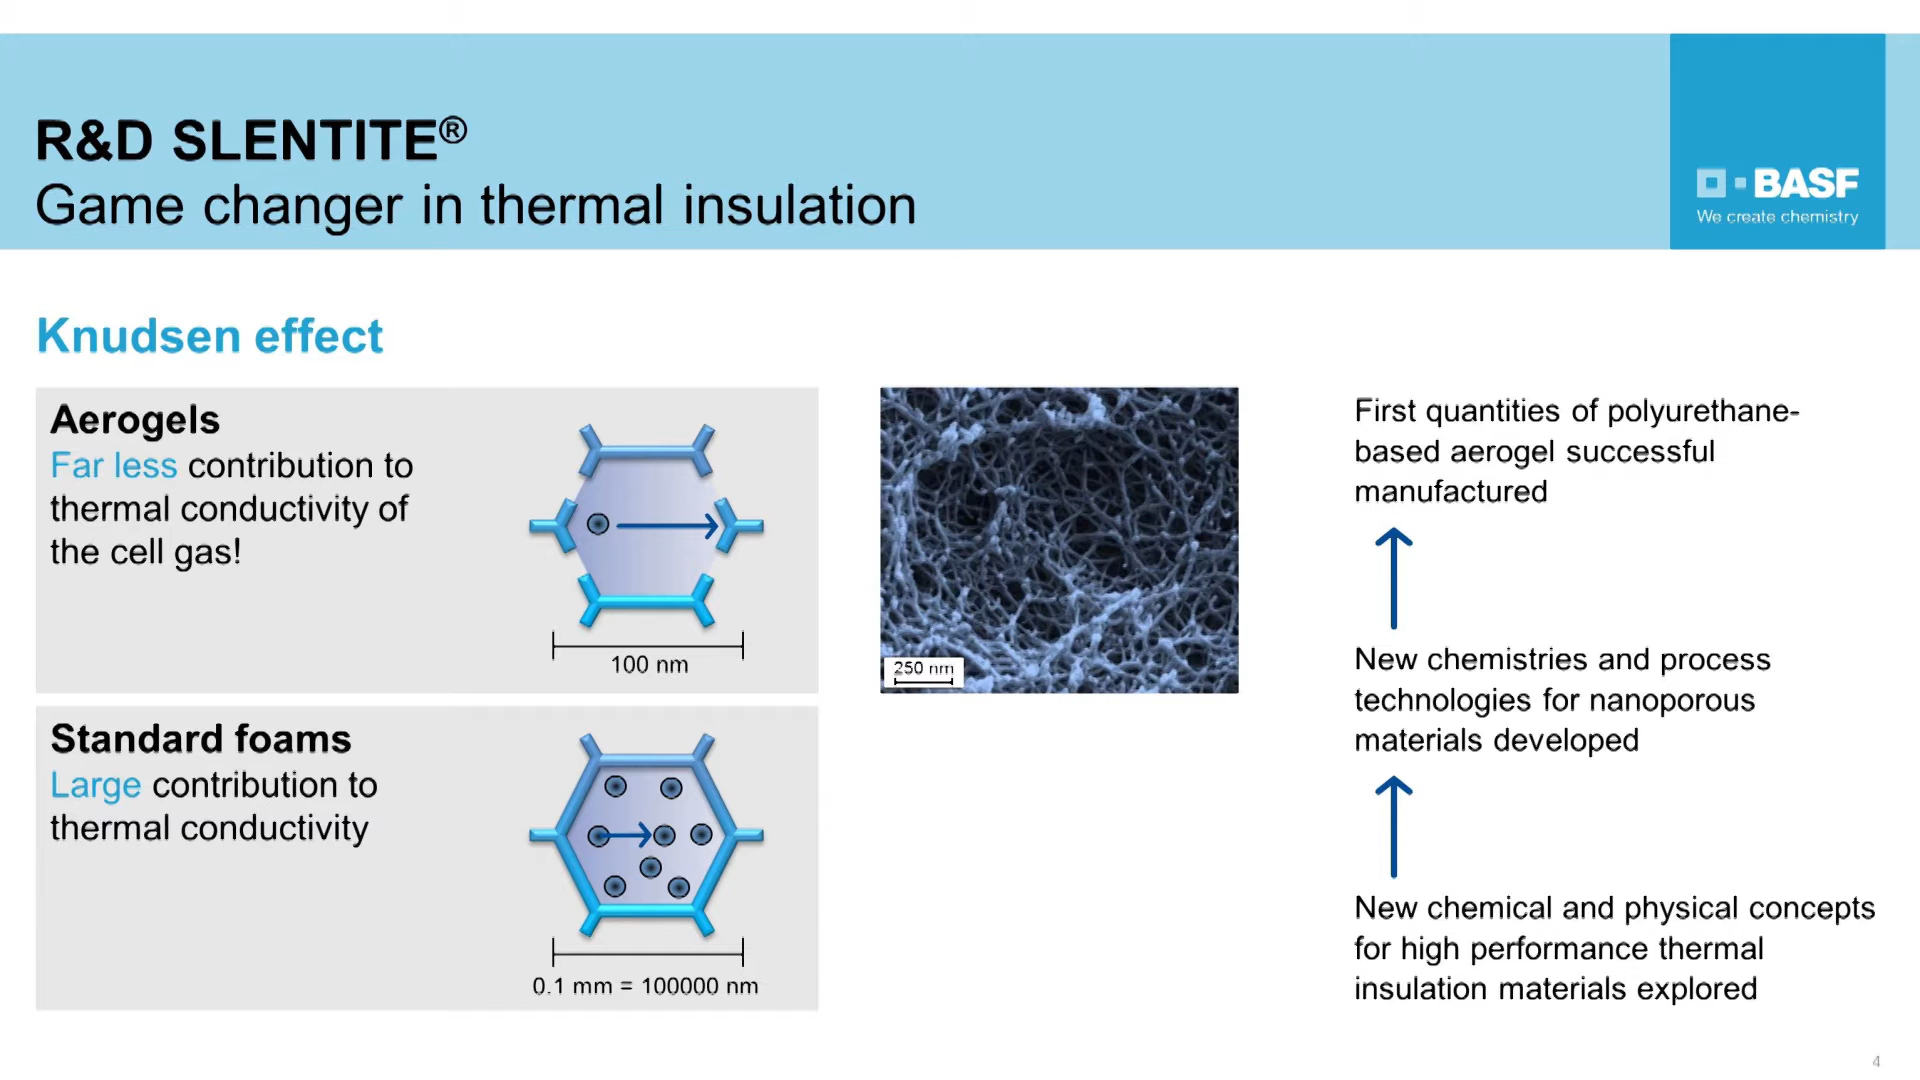 R&D SLENTITE®
Game changer in thermal insulation
BASF
We create chemistry
Knudsen effect
Aerogels
Far less contribution to
thermal conductivity of
the cell gas!
100 nm
Standard foams
Large contribution to
thermal conductivity
0.1 mm = 100000 nm
250 nm
First quantities of polyurethane-
based aerogel successful
manufactured
New chemistries and process
technologies for nanoporous
materials developed
New chemical and physical concepts
for high performance thermal
insulation materials explored
4